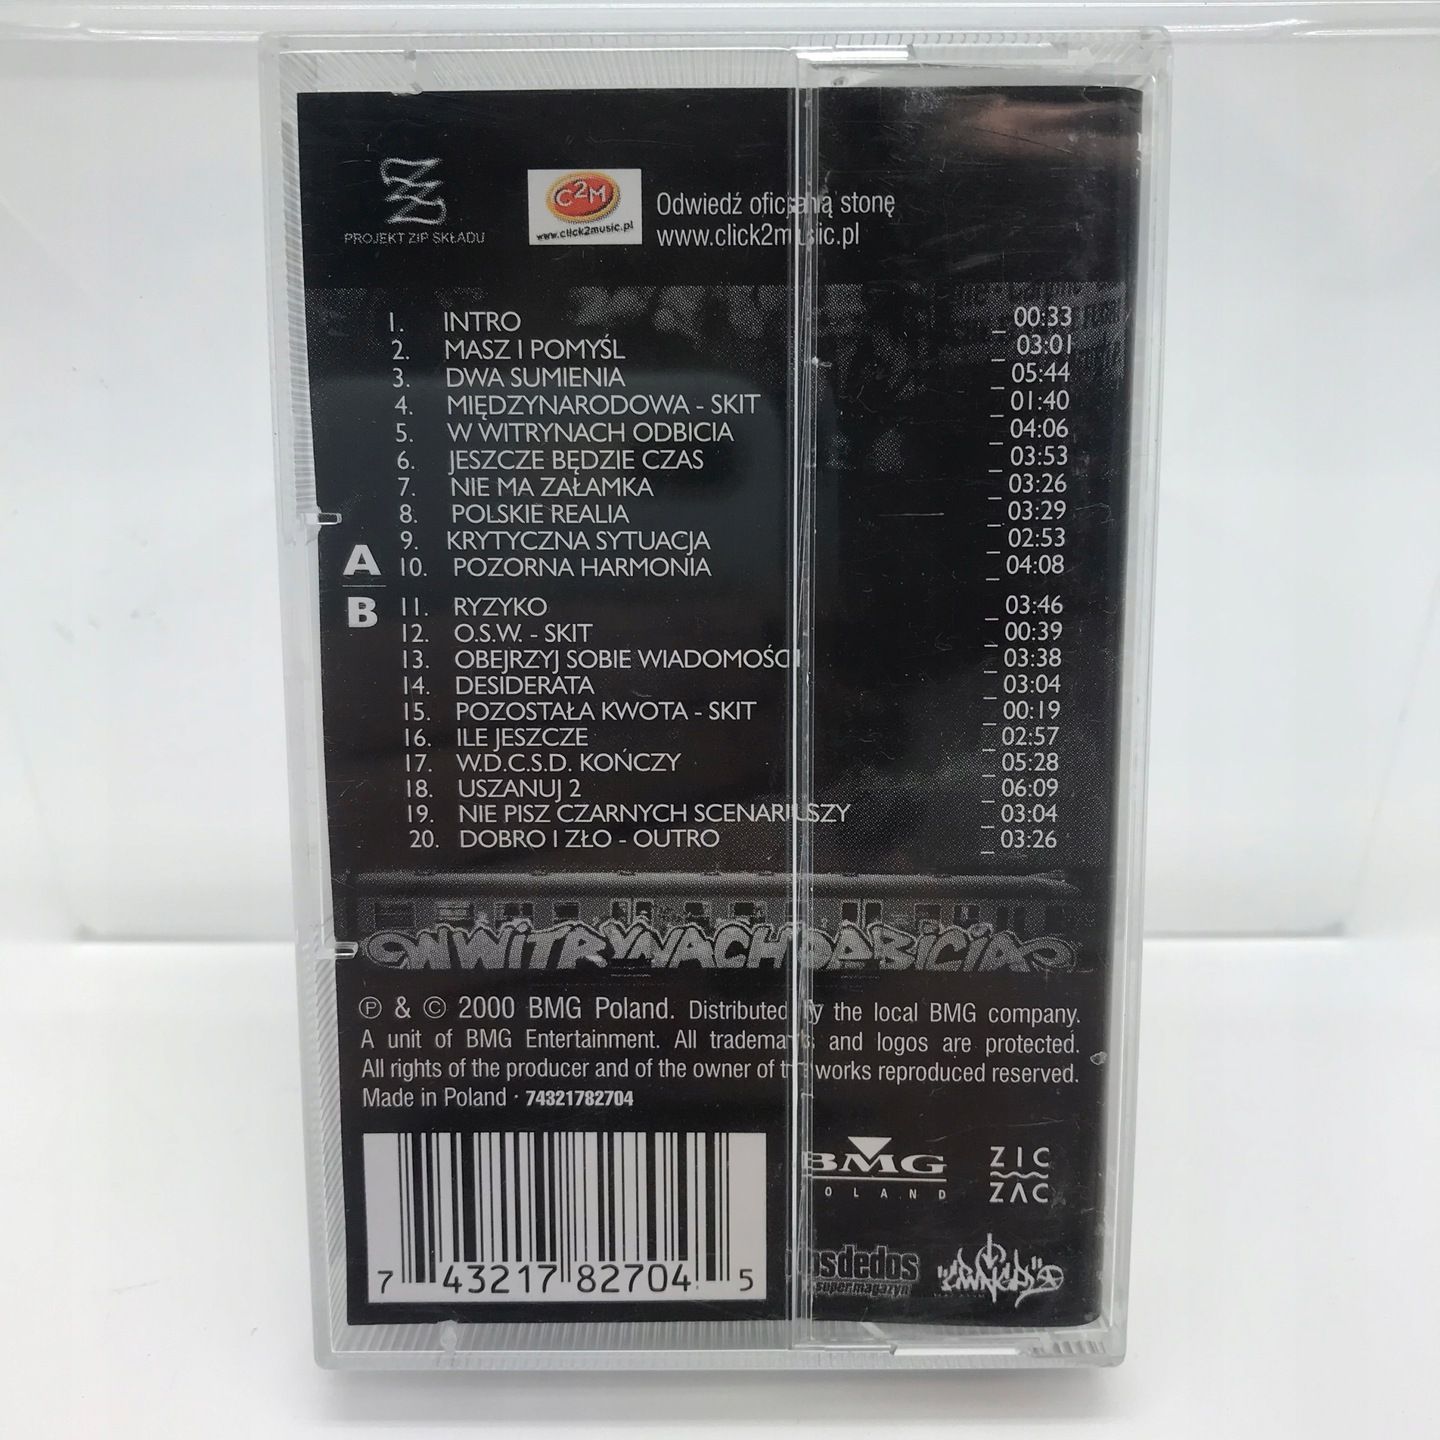 PROJEKT ZIP SKŁADU
C2M
www.click2music.pl
Odwiedź oficjalną stonę
www.click2music.pl
1. INTRO _ 00:33
2. MASZ I POMYŚL _ 03:01
3. DWA SUMIENIA _ 05:44
4. MIĘDZYNARODOWA - SKIT _ 01:40
5. W WITRYNACH ODBICIA _ 04:06
6. JESZCZE BĘDZIE CZAS _ 03:53
7. NIE MA ZAŁAMKA _ 03:26
8. POLSKIE REALIA _ 03:29
9. KRYTYCZNA SYTUACJA _ 02:53
A 10. POZORNA HARMONIA _ 04:08
B 11. RYZYKO _ 03:46
12. O.S.W. - SKIT _ 00:39
13. OBEJRZYJ SOBIE WIADOMOŚCI _ 03:38
14. DESIDERATA _ 03:04
15. POZOSTAŁA KWOTA - SKIT _ 00:19
16. ILE JESZCZE _ 02:57
17. W.D.C.S.D. KOŃCZY _ 05:28
18. USZANUJ 2 _ 06:09
19. NIE PISZ CZARNYCH SCENARIUSZY _ 03:04
20. DOBRO I ZŁO - OUTRO _ 03:26
W WITRYNACH ODBICIA
℗ & © 2000 BMG Poland. Distributed by the local BMG company.
A unit of BMG Entertainment. All trademarks and logos are protected.
All rights of the producer and of the owner of the works reproduced reserved.
Made in Poland · 74321782704
BMG
POLAND
ZIC
ZAC
supermagazyn
7 43217 82704 5